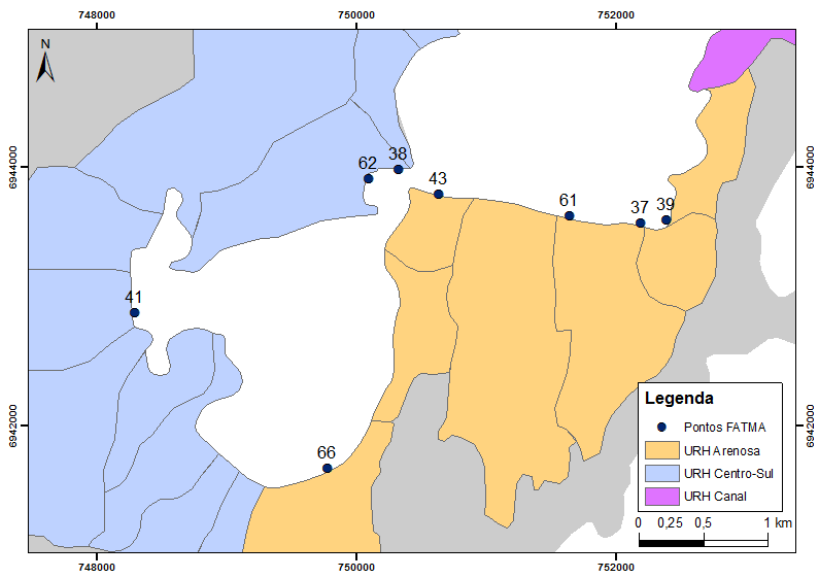 748000 750000 752000
N
6944000 6944000
38
62
43
61 37 39
41
6942000 6942000
66
Legenda
Pontos FATMA
URH Arenosa
URH Centro-Sul
URH Canal
0 0,25 0,5 1 km
748000 750000 752000